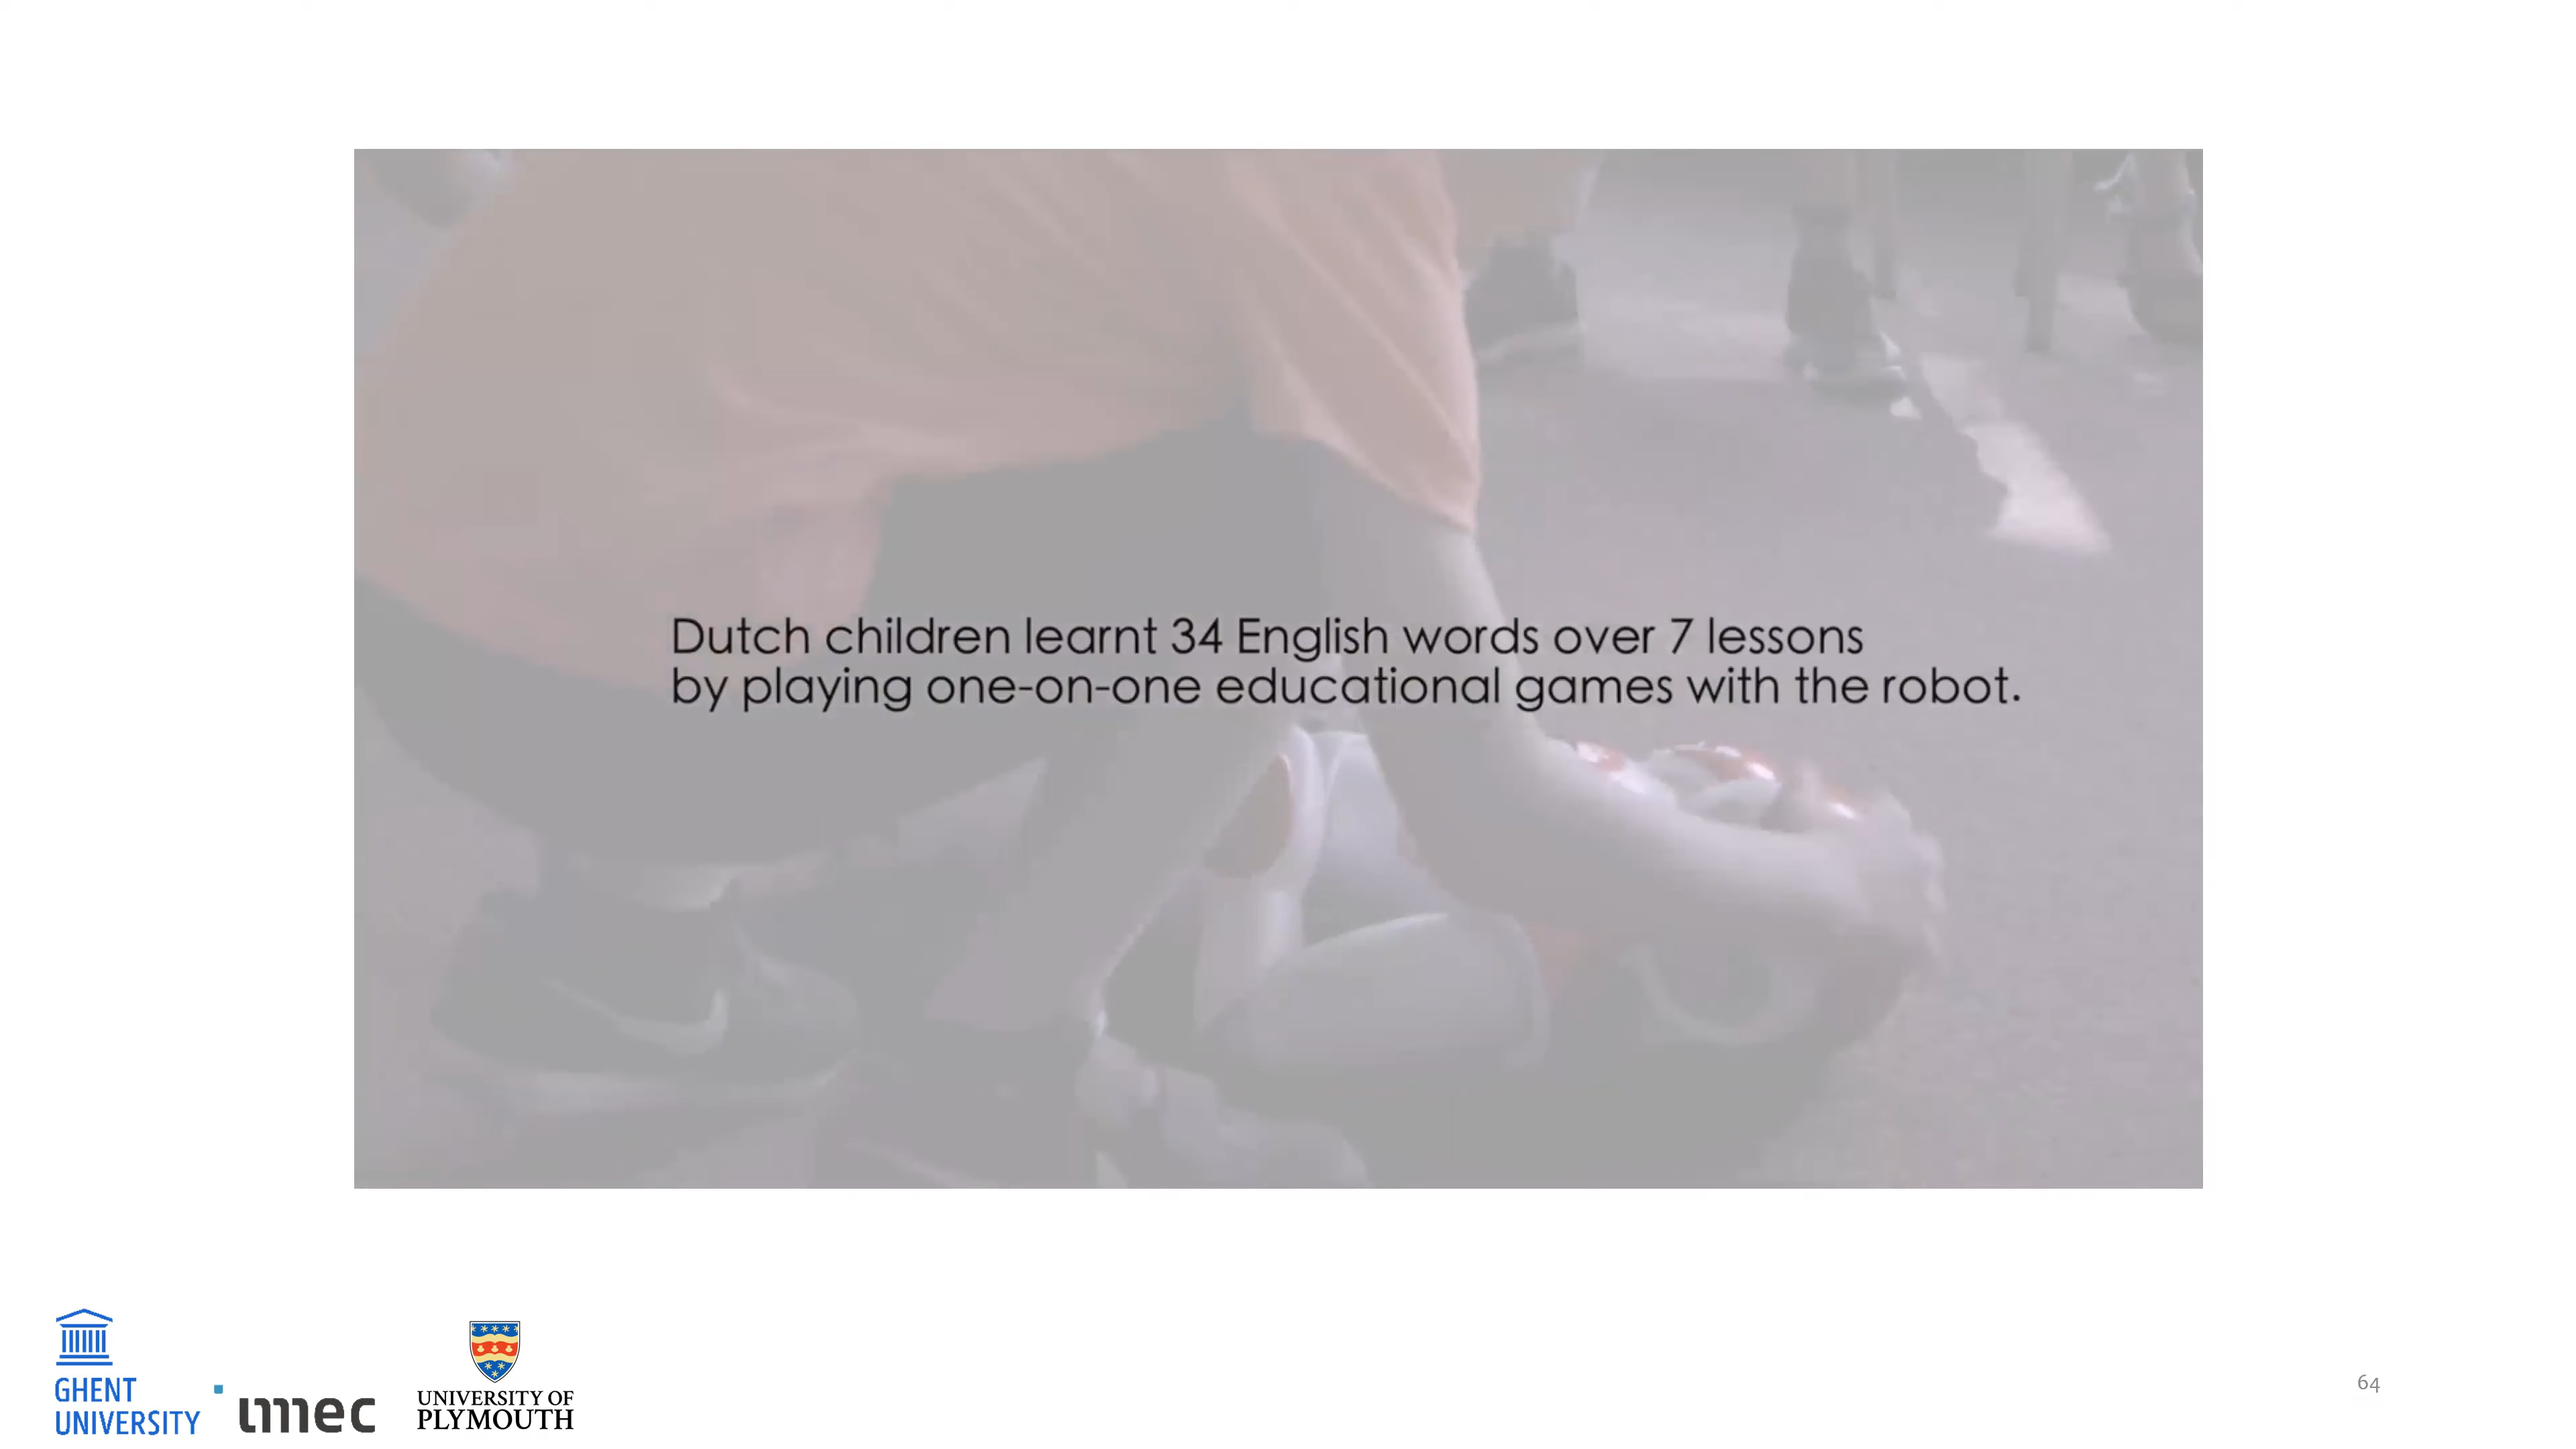 Dutch children learnt 34 English words over 7 lessons
by playing one-on-one educational games with the robot.
GHENT
UNIVERSITY
imec
UNIVERSITY OF
PLYMOUTH
64